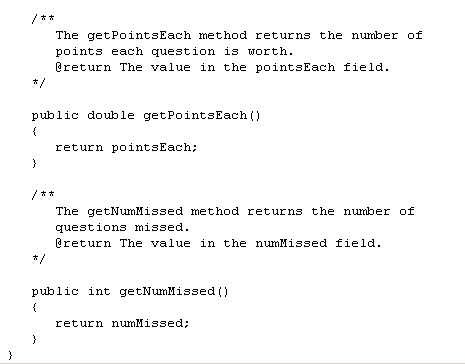 /**
The getPointsEach method returns the number of
points each question is worth.
@return The value in the pointsEach field.
*/
public double getPointsEach()
{
return pointsEach;
}
/**
The getNumMissed method returns the number of
questions missed.
@return The value in the numMissed field.
*/
public int getNumMissed()
{
return numMissed;
}
}